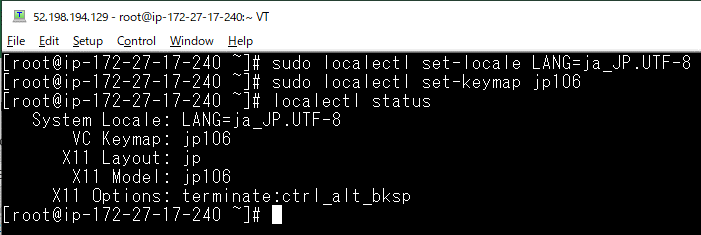 52.198.194.129 - root@ip-172-27-17-240:~ VT
File Edit Setup Control Window Help
[root@ip-172-27-17-240 ~]# sudo localectl set-locale LANG=ja_JP.UTF-8
[root@ip-172-27-17-240 ~]# sudo localectl set-keymap jp106
[root@ip-172-27-17-240 ~]# localectl status
System Locale: LANG=ja_JP.UTF-8
VC Keymap: jp106
X11 Layout: jp
X11 Model: jp106
X11 Options: terminate:ctrl_alt_bksp
[root@ip-172-27-17-240 ~]#